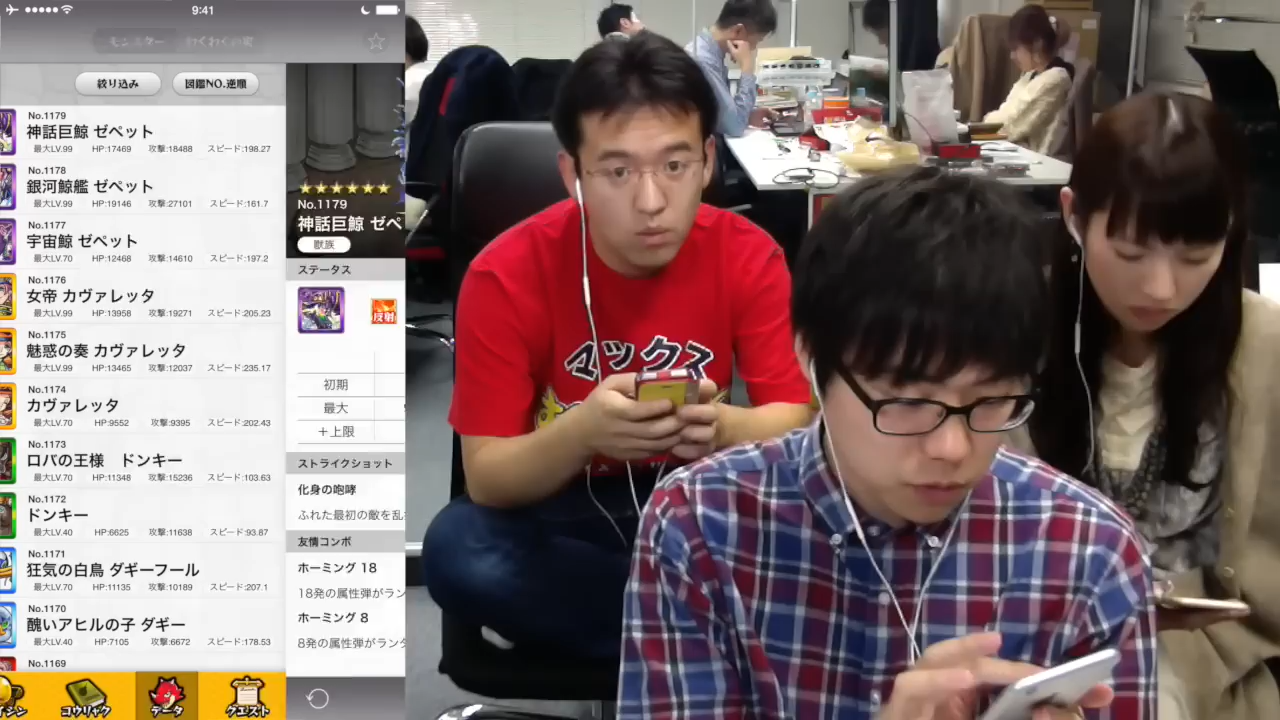 9:41
モンスター わくわくの実
絞り込み
図鑑NO.逆順
No.1179
神話巨鯨 ゼペット
最大LV.99 HP:17469 攻撃:18488 スピード:198.27
No.1178
銀河鯨艦 ゼペット
最大LV.99 HP:19146 攻撃:27101 スピード:161.7
No.1177
宇宙鯨 ゼペット
最大LV.70 HP:12468 攻撃:14610 スピード:197.2
No.1176
女帝 カヴァレッタ
最大LV.99 HP:13958 攻撃:19271 スピード:205.23
No.1175
魅惑の奏 カヴァレッタ
最大LV.99 HP:13465 攻撃:12037 スピード:235.17
No.1174
カヴァレッタ
最大LV.70 HP:9552 攻撃:9395 スピード:202.43
No.1173
ロバの王様 ドンキー
最大LV.70 HP:11348 攻撃:15236 スピード:103.63
No.1172
ドンキー
最大LV.40 HP:6625 攻撃:11638 スピード:93.87
No.1171
狂気の白鳥 ダギーフール
最大LV.70 HP:11135 攻撃:10189 スピード:207.1
No.1170
醜いアヒルの子 ダギー
最大LV.40 HP:7105 攻撃:6672 スピード:178.53
No.1169
コウリャク
データ
クエスト
No.1179
神話巨鯨 ゼペ
獣族
ステータス
反射
初期
最大
＋上限
ストライクショット
化身の咆哮
ふれた最初の敵を乱
友情コンボ
ホーミング 18
18発の属性弾がラン
ホーミング 8
8発の属性弾がランダ
マックス